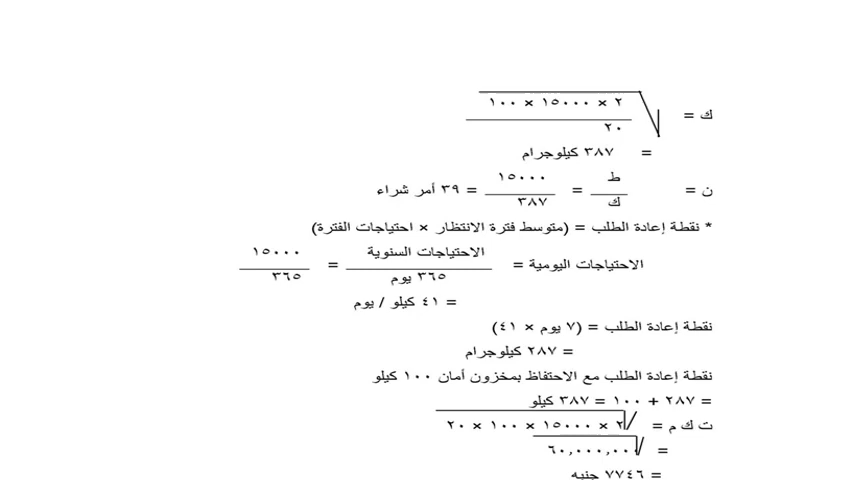 ك = √ ٢ × ١٥٠٠٠ × ١٠٠
٢٠
= ٣٨٧ كيلوجرام
ن = ط / ك = ١٥٠٠٠ / ٣٨٧ = ٣٩ أمر شراء
* نقطة إعادة الطلب = (متوسط فترة الانتظار × احتياجات الفترة)
الاحتياجات اليومية = الاحتياجات السنوية / ٣٦٥ يوم = ١٥٠٠٠ / ٣٦٥
= ٤١ كيلو / يوم
نقطة إعادة الطلب = (٧ يوم × ٤١)
= ٢٨٧ كيلوجرام
نقطة إعادة الطلب مع الاحتفاظ بمخزون أمان ١٠٠ كيلو
= ٢٨٧ + ١٠٠ = ٣٨٧ كيلو
ت ك م = √ ٢ × ١٥٠٠٠ × ١٠٠ × ٢٠
= √ ٦٠,٠٠٠,٠٠٠
= ٧٧٤٦ جنيه